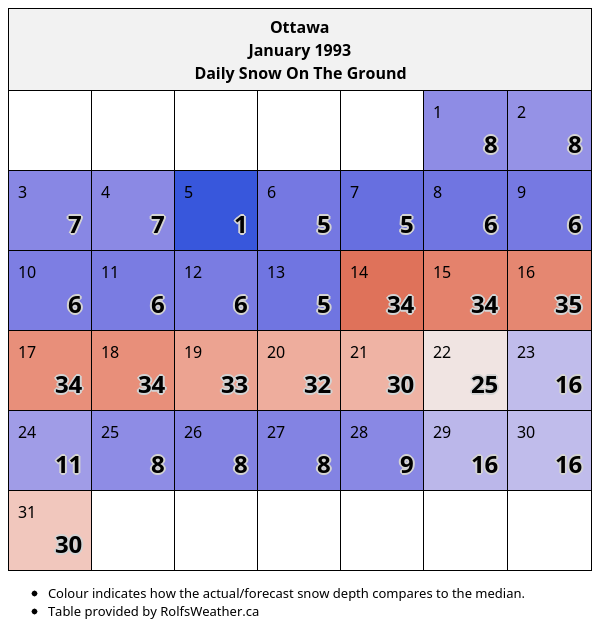 Ottawa
January 1993
Daily Snow On The Ground
1 2
8 8
3 4 5 6 7 8 9
7 7 1 5 5 6 6
10 11 12 13 14 15 16
6 6 6 5 34 34 35
17 18 19 20 21 22 23
34 34 33 32 30 25 16
24 25 26 27 28 29 30
11 8 8 8 9 16 16
31
30
• Colour indicates how the actual/forecast snow depth compares to the median.
• Table provided by RolfsWeather.ca